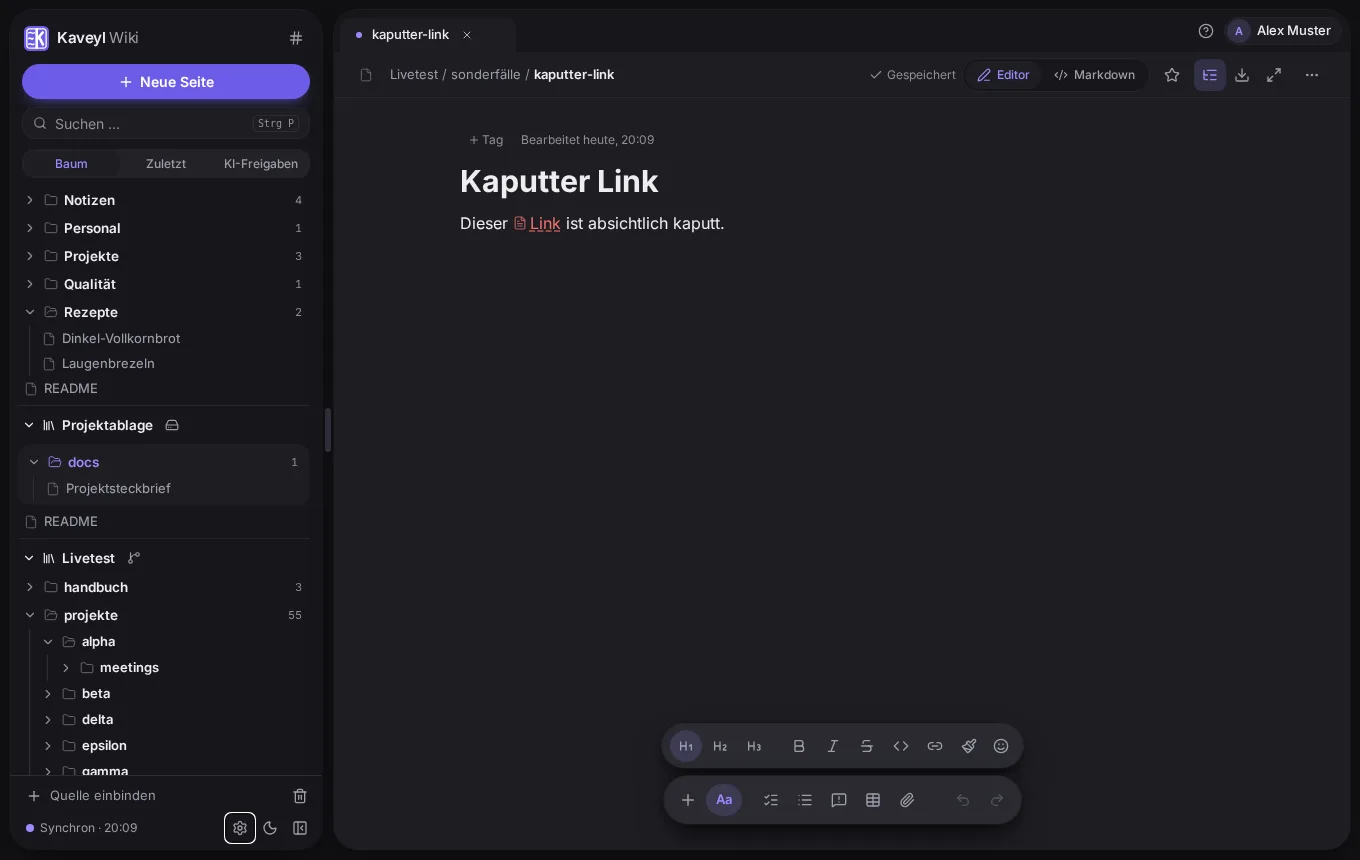 Kaveyl Wiki
Neue Seite
Suchen ... Strg P
Baum Zuletzt KI-Freigaben
Notizen 4
Personal 1
Projekte 3
Qualität 1
Rezepte 2
Dinkel-Vollkornbrot
Laugenbrezeln
README
Projektablage
docs 1
Projektsteckbrief
README
Livetest
handbuch 3
projekte 55
alpha
meetings
beta
delta
epsilon
gamma
Quelle einbinden
Synchron · 20:09
kaputter-link
A Alex Muster
Livetest / sonderfälle / kaputter-link
Gespeichert Editor Markdown
+ Tag Bearbeitet heute, 20:09
Kaputter Link
Dieser Link ist absichtlich kaputt.
H1 H2 H3 B I S
Aa